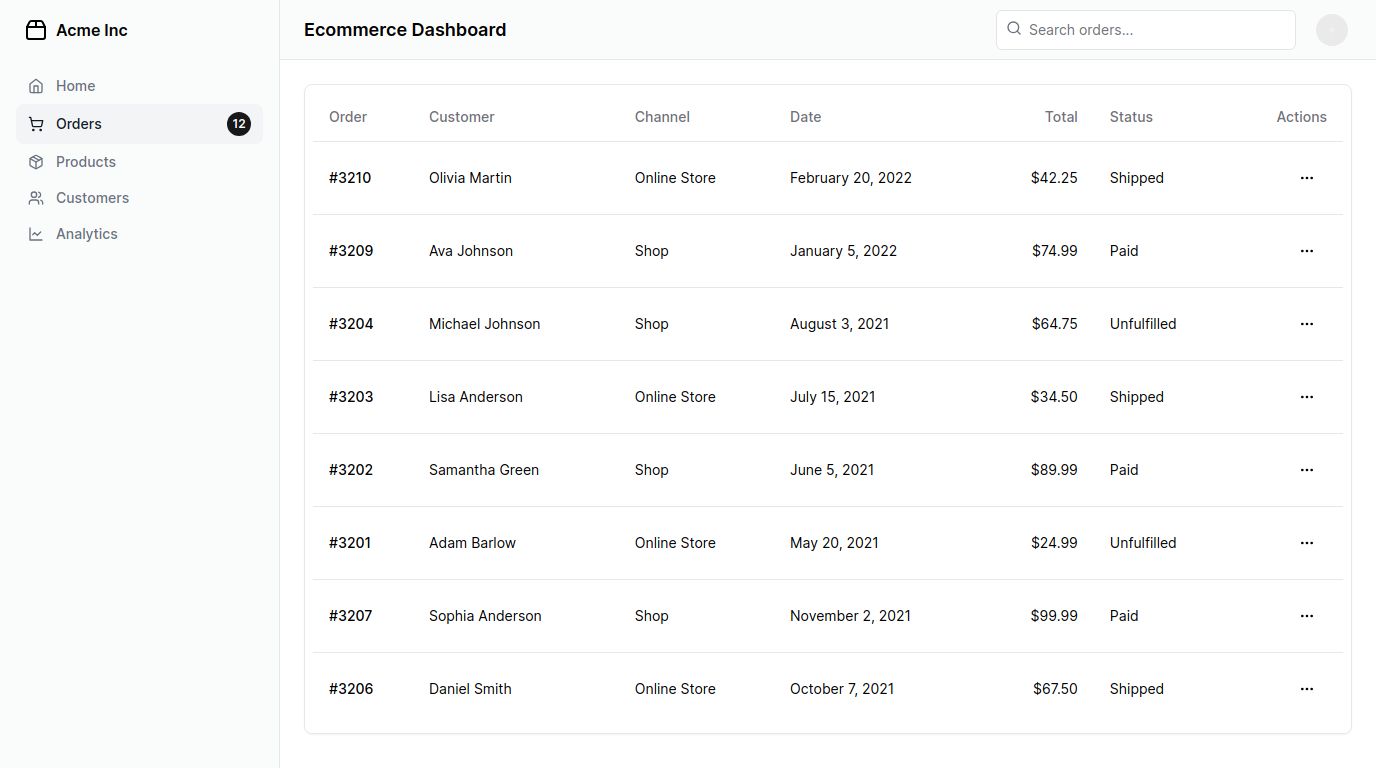 Acme Inc
Ecommerce Dashboard
Search orders...
Home
Orders 12
Products
Customers
Analytics
Order Customer Channel Date Total Status Actions
#3210 Olivia Martin Online Store February 20, 2022 $42.25 Shipped
#3209 Ava Johnson Shop January 5, 2022 $74.99 Paid
#3204 Michael Johnson Shop August 3, 2021 $64.75 Unfulfilled
#3203 Lisa Anderson Online Store July 15, 2021 $34.50 Shipped
#3202 Samantha Green Shop June 5, 2021 $89.99 Paid
#3201 Adam Barlow Online Store May 20, 2021 $24.99 Unfulfilled
#3207 Sophia Anderson Shop November 2, 2021 $99.99 Paid
#3206 Daniel Smith Online Store October 7, 2021 $67.50 Shipped